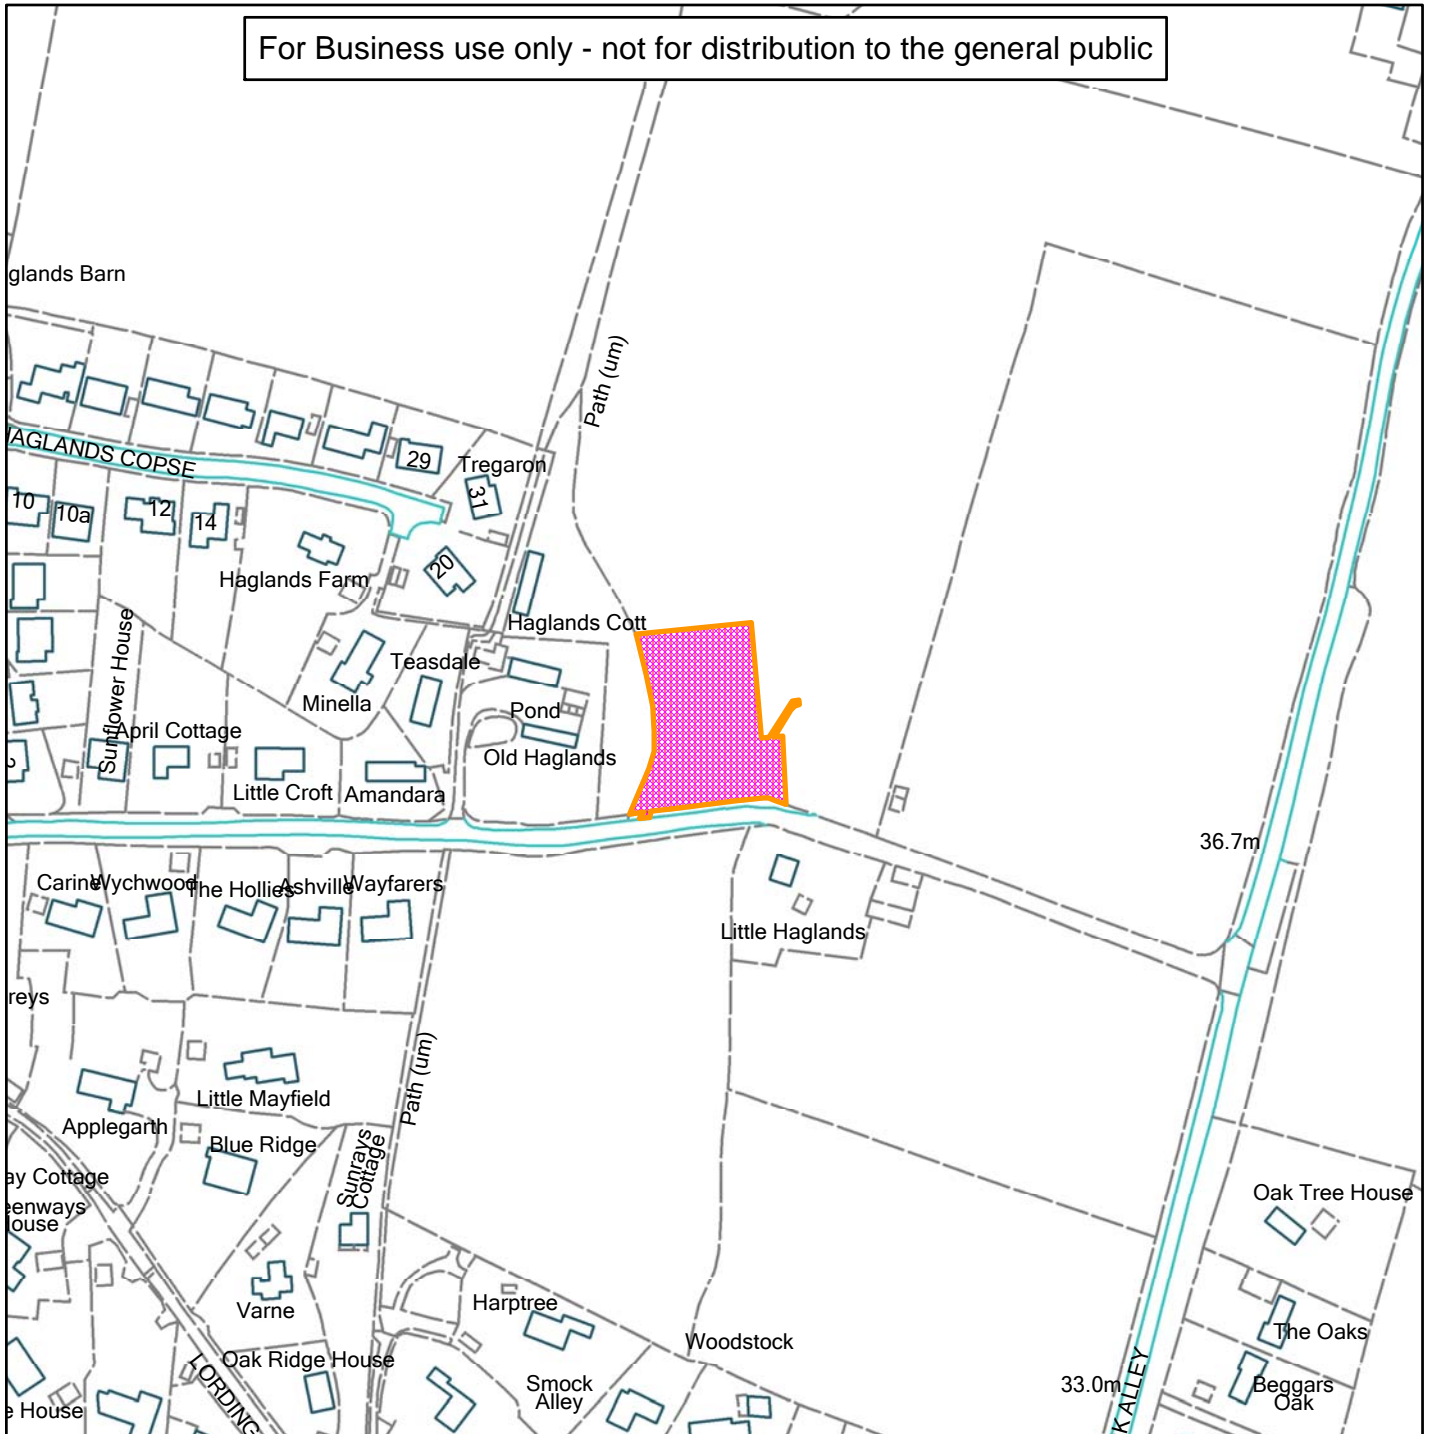 For Business use only - not for distribution to the general public
glands Barn
Path (um)
HAGLANDS COPSE
29
Tregaron
31
10
10a
12
14
20
Haglands Farm
Haglands Cott
Sunflower House
Teasdale
Minella
Pond
April Cottage
Old Haglands
2
Little Croft
Amandara
36.7m
Carine
Wychwood
The Hollies
Ashville
Wayfarers
Little Haglands
reys
Path (um)
Little Mayfield
Applegarth
Blue Ridge
Sunrays
Cottage
ay Cottage
eenways
ouse
Oak Tree House
Varne
Harptree
Woodstock
The Oaks
Oak Ridge House
LORDING
Smock
Alley
33.0m
K ALLEY
Beggars
Oak
e House